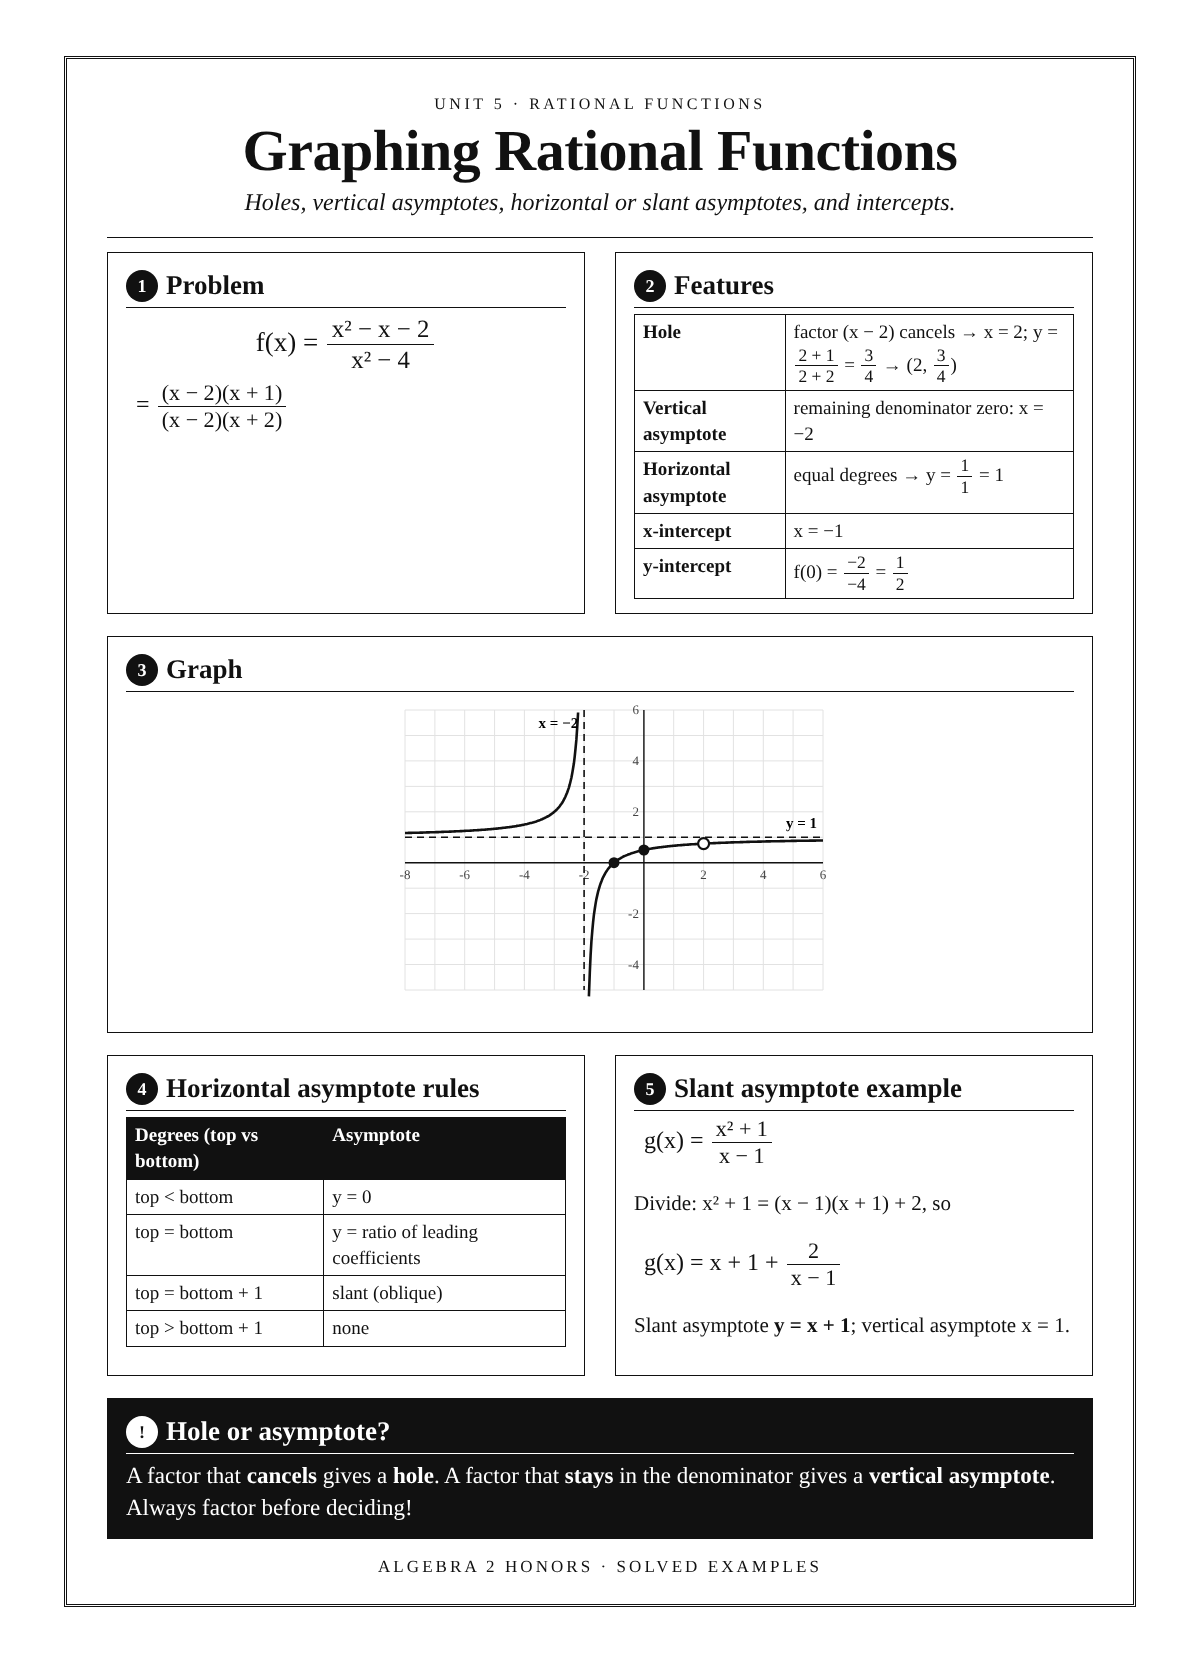 UNIT 5 · RATIONAL FUNCTIONS
Graphing Rational Functions
Holes, vertical asymptotes, horizontal or slant asymptotes, and intercepts.
1 Problem
f(x) = (x² − x − 2)/(x² − 4)
= (x − 2)(x + 1)/(x − 2)(x + 2)
2 Features
Hole
factor (x − 2) cancels → x = 2; y =
(2 + 1)/(2 + 2) = 3/4 → (2, 3/4)
Vertical
asymptote
remaining denominator zero: x =
−2
Horizontal
asymptote
equal degrees → y = 1/1 = 1
x-intercept
x = −1
y-intercept
f(0) = −2/−4 = 1/2
3 Graph
x = −2
y = 1
6
4
2
-8 -6 -4 -2 2 4 6
-2
-4
4 Horizontal asymptote rules
Degrees (top vs
bottom)
Asymptote
top < bottom
y = 0
top = bottom
y = ratio of leading
coefficients
top = bottom + 1
slant (oblique)
top > bottom + 1
none
5 Slant asymptote example
g(x) = (x² + 1)/(x − 1)
Divide: x² + 1 = (x − 1)(x + 1) + 2, so
g(x) = x + 1 + 2/(x − 1)
Slant asymptote y = x + 1; vertical asymptote x = 1.
! Hole or asymptote?
A factor that cancels gives a hole. A factor that stays in the denominator gives a vertical asymptote.
Always factor before deciding!
ALGEBRA 2 HONORS · SOLVED EXAMPLES